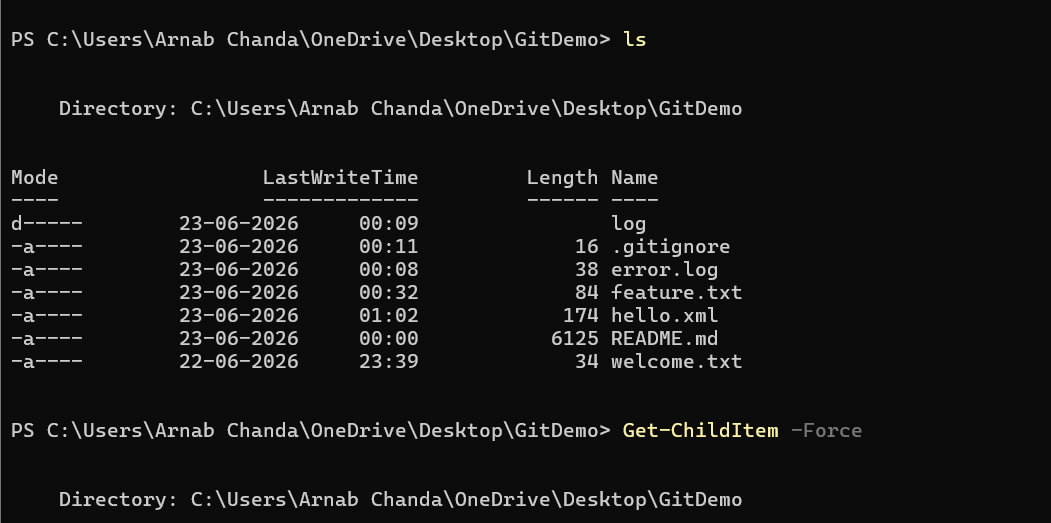 PS C:\Users\Arnab Chanda\OneDrive\Desktop\GitDemo> ls
Directory: C:\Users\Arnab Chanda\OneDrive\Desktop\GitDemo
Mode                 LastWriteTime         Length Name
----                 -------------         ------ ----
d-----        23-06-2026     00:09                log
-a----        23-06-2026     00:11             16 .gitignore
-a----        23-06-2026     00:08             38 error.log
-a----        23-06-2026     00:32             84 feature.txt
-a----        23-06-2026     01:02            174 hello.xml
-a----        23-06-2026     00:00           6125 README.md
-a----        22-06-2026     23:39             34 welcome.txt
PS C:\Users\Arnab Chanda\OneDrive\Desktop\GitDemo> Get-ChildItem -Force
Directory: C:\Users\Arnab Chanda\OneDrive\Desktop\GitDemo